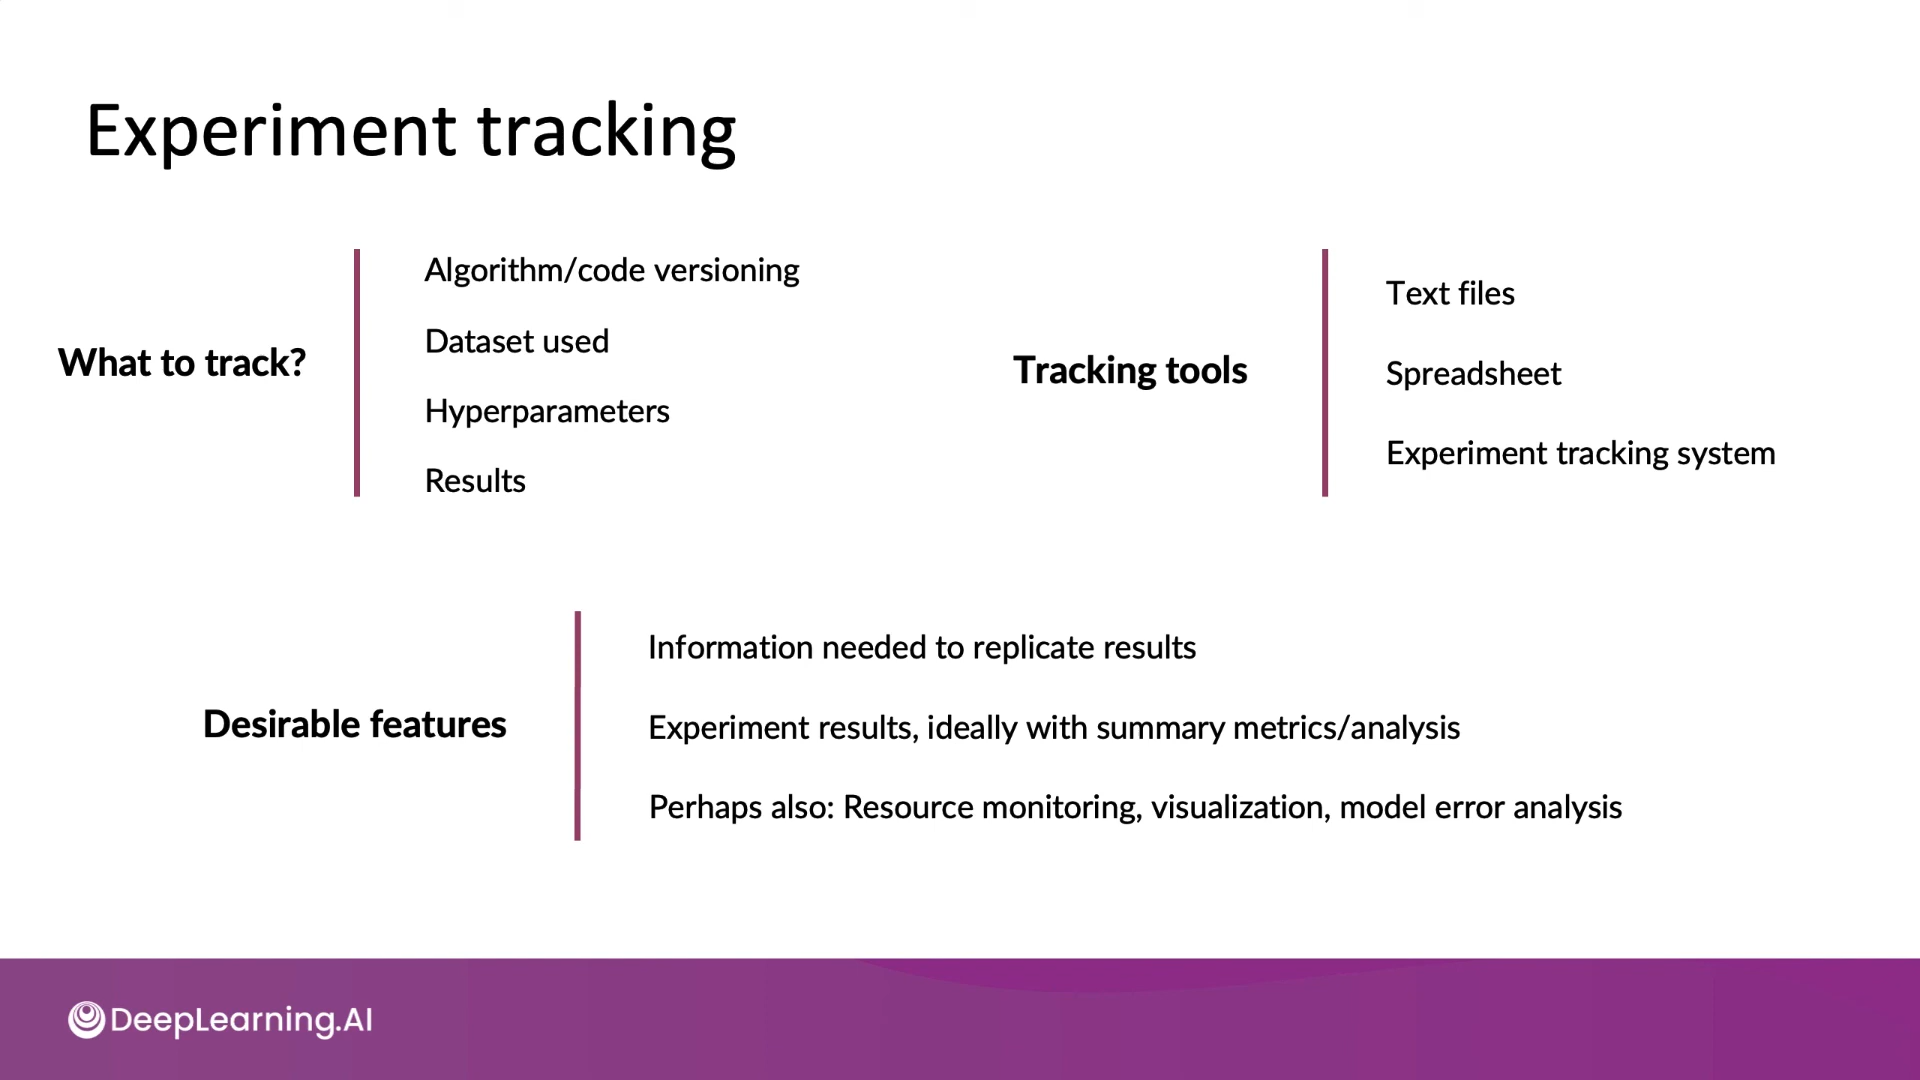 Experiment tracking
What to track?
Algorithm/code versioning
Dataset used
Hyperparameters
Results
Tracking tools
Text files
Spreadsheet
Experiment tracking system
Desirable features
Information needed to replicate results
Experiment results, ideally with summary metrics/analysis
Perhaps also: Resource monitoring, visualization, model error analysis
DeepLearning.AI